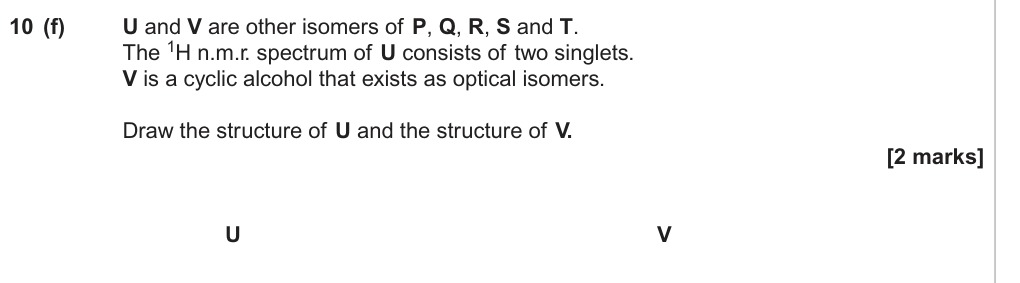 10 (f) U and V are other isomers of P, Q, R, S and T.
The ¹H n.m.r. spectrum of U consists of two singlets.
V is a cyclic alcohol that exists as optical isomers.
Draw the structure of U and the structure of V.
[2 marks]
U V